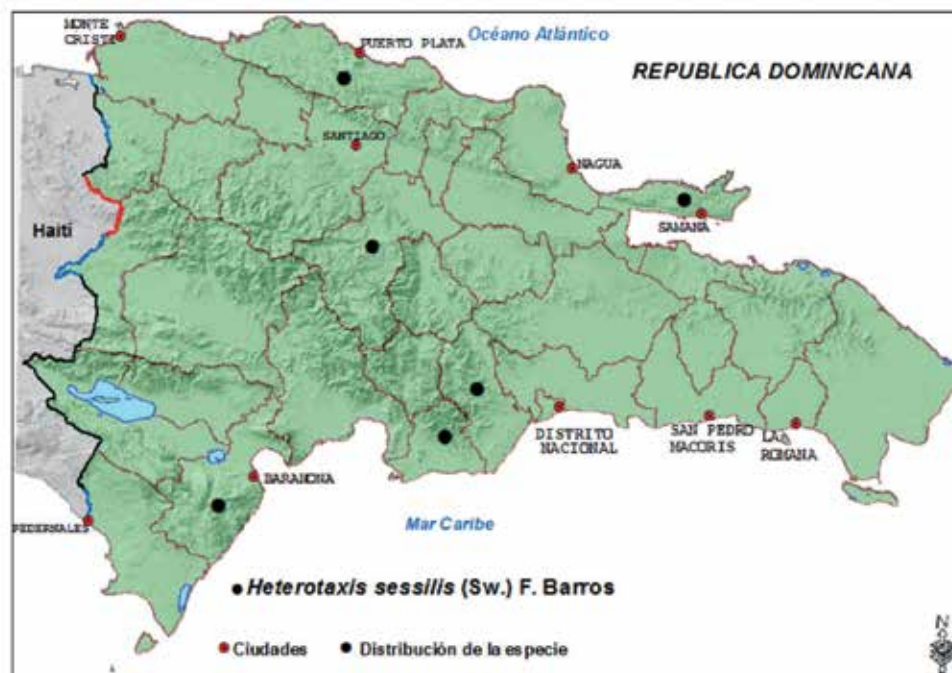 MONTE
CRISTI
PUERTO PLATA
Océano Atlántico
REPUBLICA DOMINICANA
SANTIAGO
NAGUA
SAMANA
Haití
DISTRITO
NACIONAL
SAN PEDRO
MACORIS
LA
ROMANA
BARAHONA
PEDERNALES
Mar Caribe
Heterotaxis sessilis (Sw.) F. Barros
Ciudades
Distribución de la especie
N